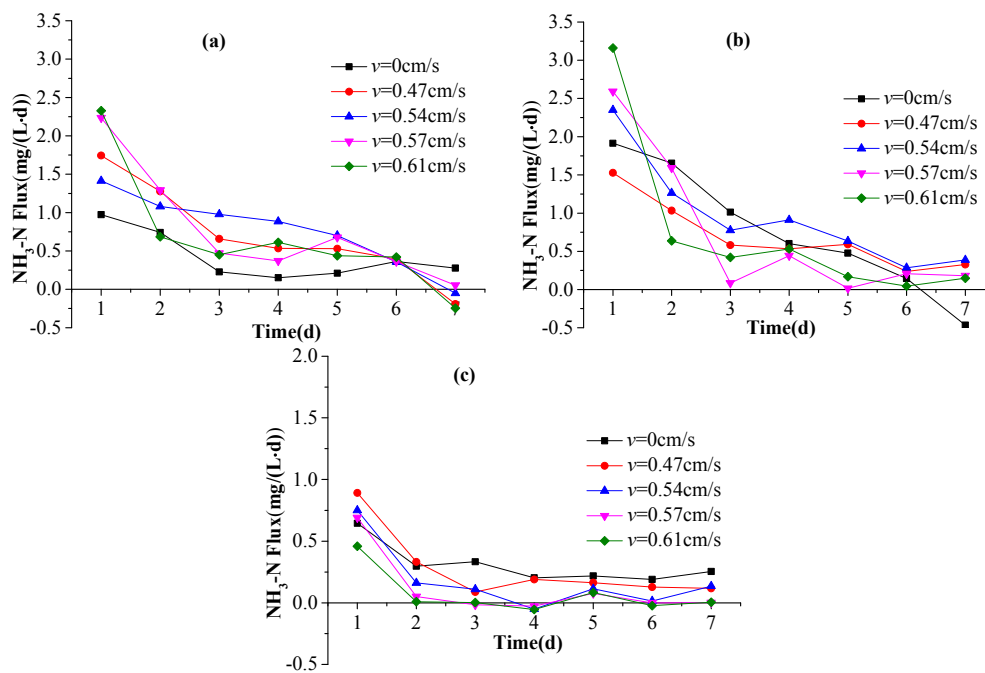 (a)
NH3-N Flux(mg/(L·d))
3.5
3.0
2.5
2.0
1.5
1.0
0.5
0.0
-0.5
1 2 3 4 5 6 7
Time(d)
v=0cm/s
v=0.47cm/s
v=0.54cm/s
v=0.57cm/s
v=0.61cm/s
(b)
NH3-N Flux(mg/(L·d))
3.5
3.0
2.5
2.0
1.5
1.0
0.5
0.0
-0.5
1 2 3 4 5 6 7
Time(d)
v=0cm/s
v=0.47cm/s
v=0.54cm/s
v=0.57cm/s
v=0.61cm/s
(c)
NH3-N Flux(mg/(L·d))
2.0
1.5
1.0
0.5
0.0
-0.5
1 2 3 4 5 6 7
Time(d)
v=0cm/s
v=0.47cm/s
v=0.54cm/s
v=0.57cm/s
v=0.61cm/s